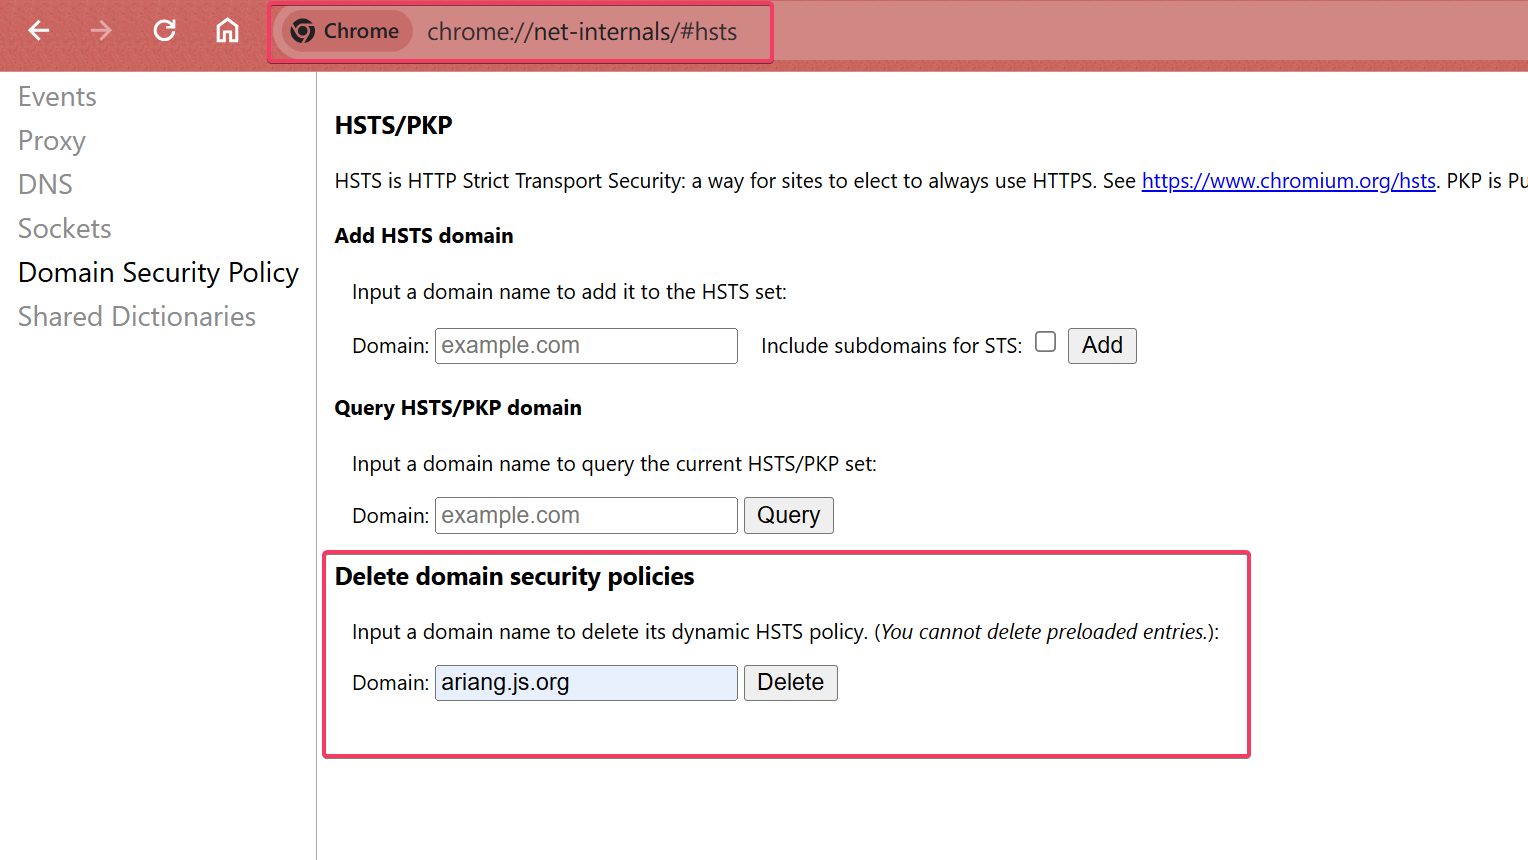 Chrome chrome://net-internals/#hsts
Events
Proxy
DNS
Sockets
Domain Security Policy
Shared Dictionaries
HSTS/PKP
HSTS is HTTP Strict Transport Security: a way for sites to elect to always use HTTPS. See https://www.chromium.org/hsts. PKP is Pu
Add HSTS domain
Input a domain name to add it to the HSTS set:
Domain: example.com Include subdomains for STS: Add
Query HSTS/PKP domain
Input a domain name to query the current HSTS/PKP set:
Domain: example.com Query
Delete domain security policies
Input a domain name to delete its dynamic HSTS policy. (You cannot delete preloaded entries.):
Domain: ariang.js.org Delete